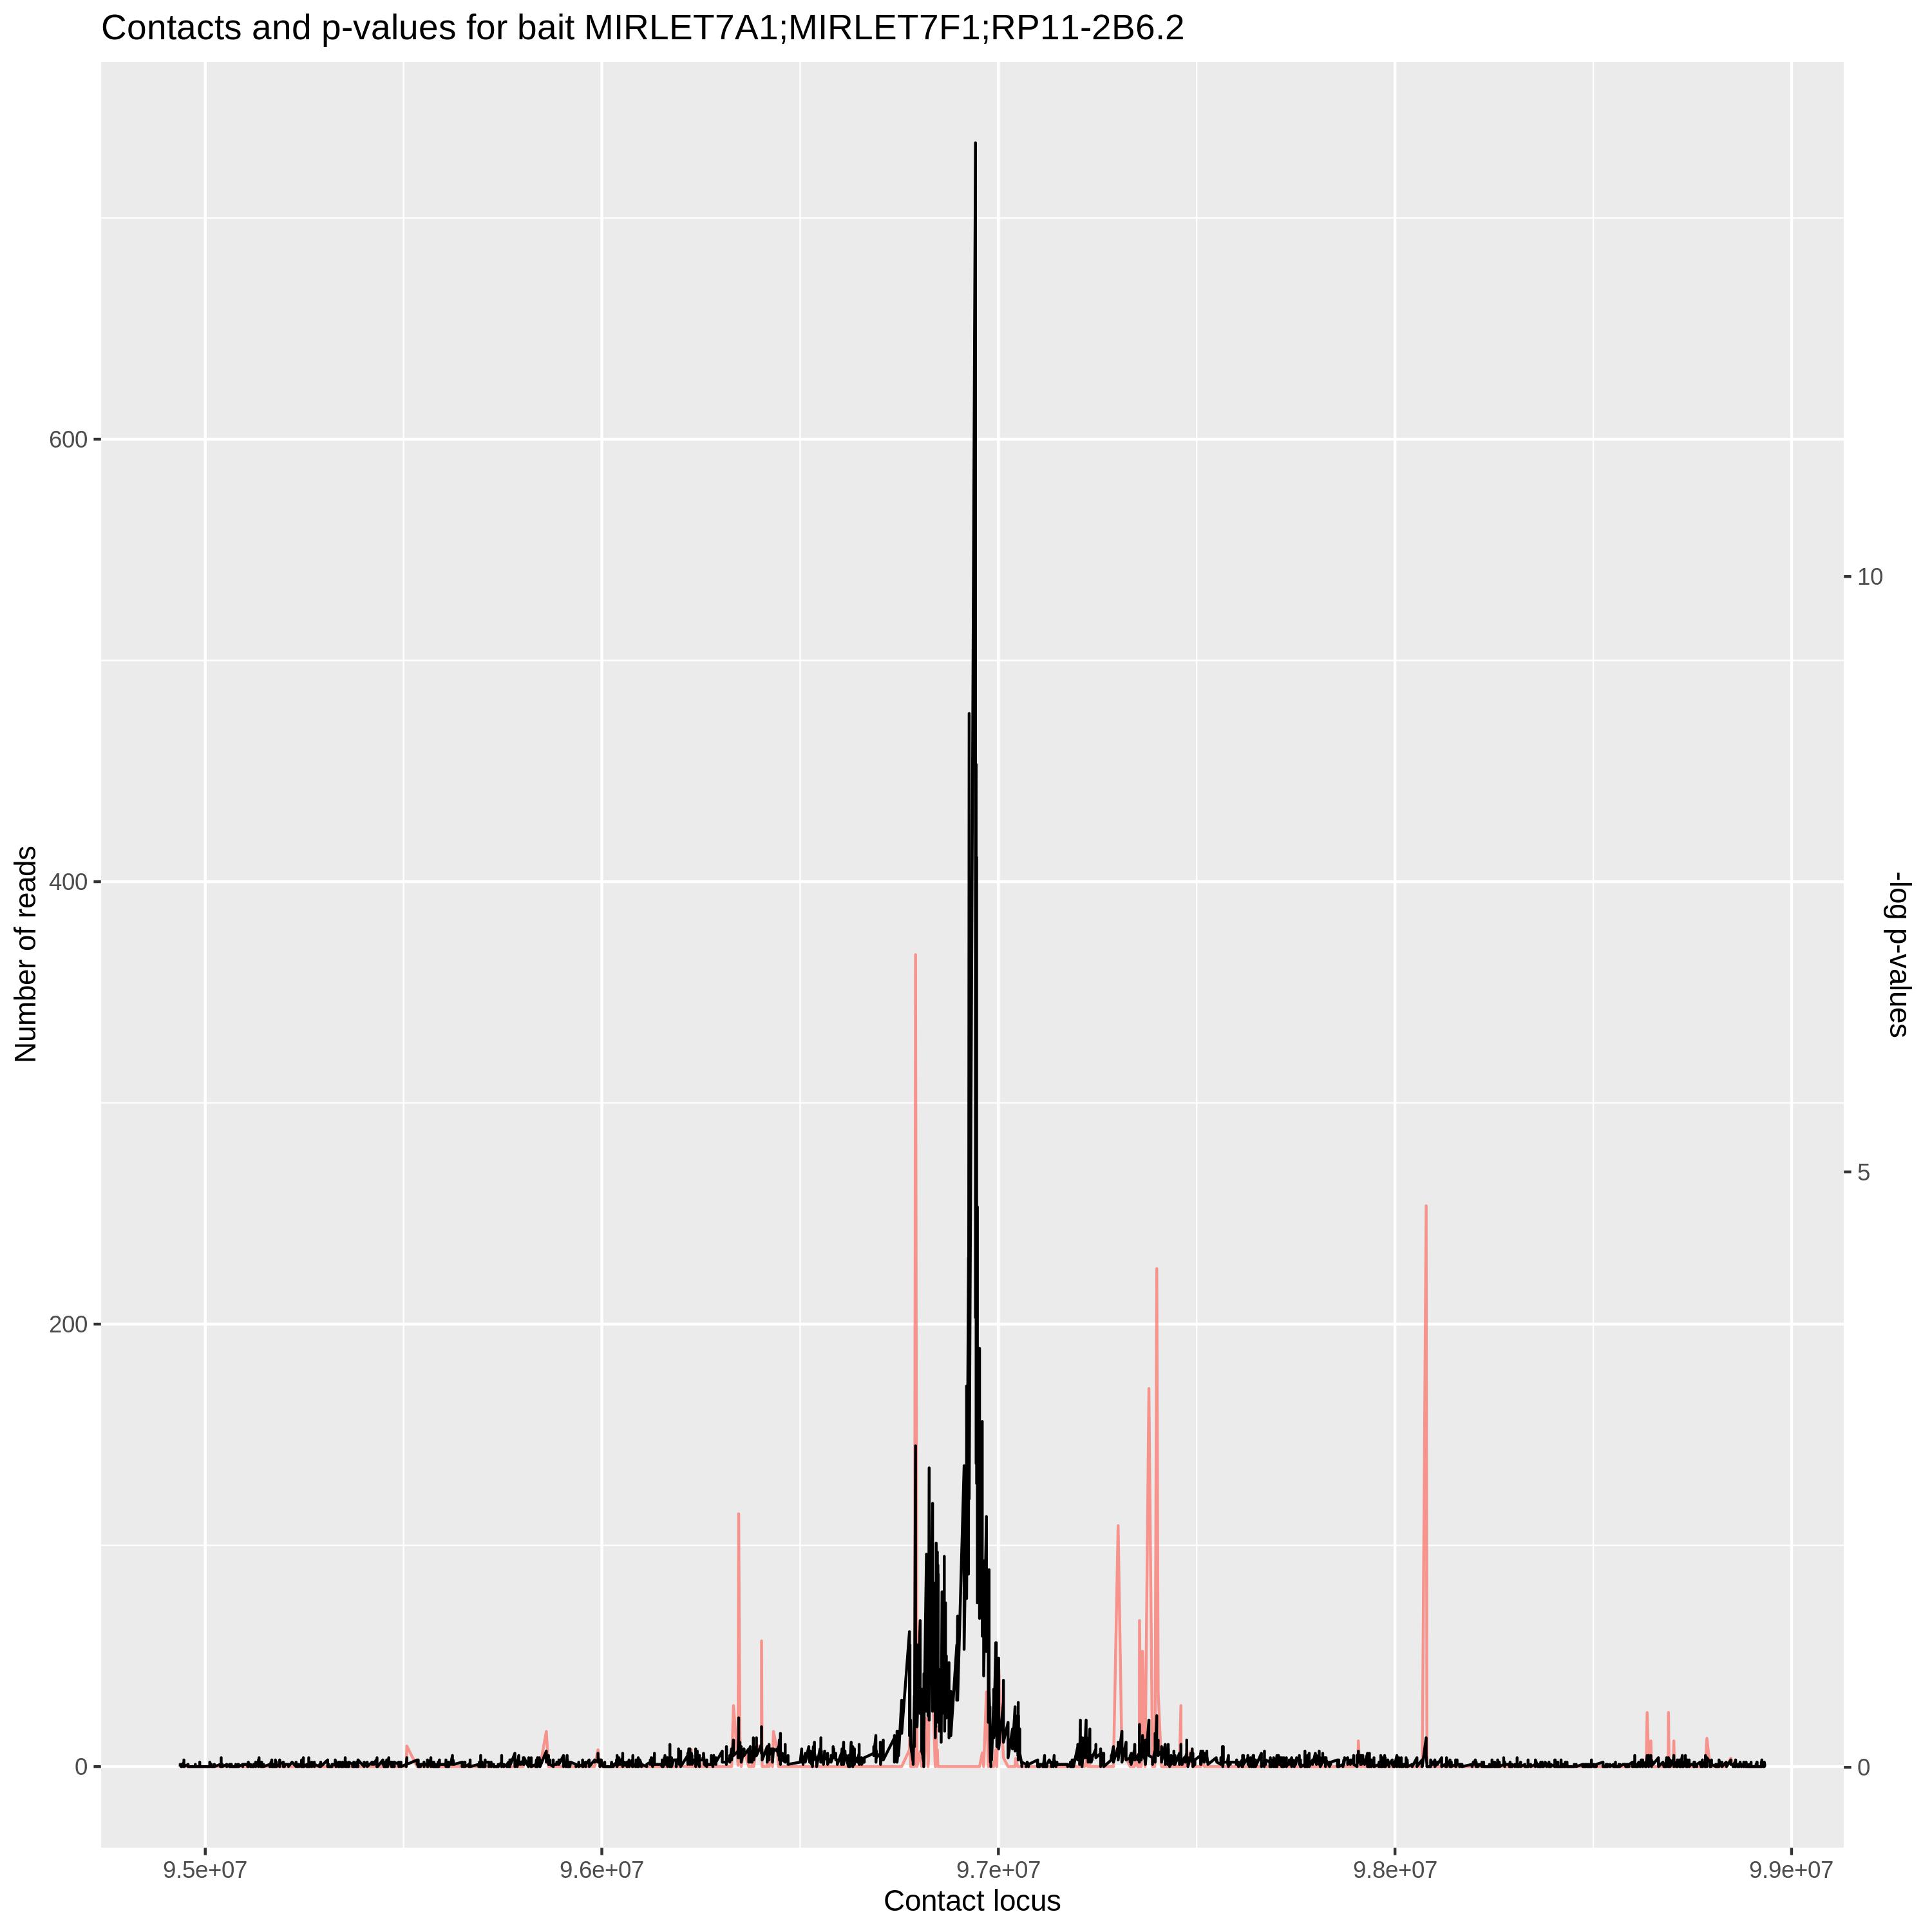 Contacts and p-values for bait MIRLET7A1;MIRLET7F1;RP11-2B6.2
600
400
200
0
Number of reads
10
5
0
-log p-values
9.5e+07
9.6e+07
9.7e+07
9.8e+07
9.9e+07
Contact locus